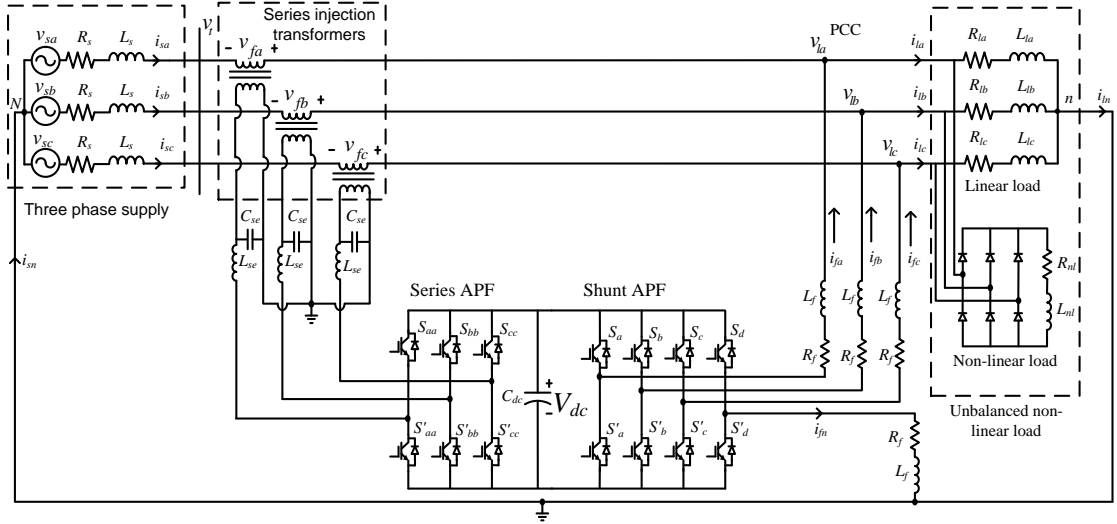 Series injection
transformers
PCC
v_sa
R_s
L_s
i_sa
v_t
v_fa
v_la
i_la
R_la
L_la
N
v_sb
R_s
L_s
i_sb
v_fb
v_lb
i_lb
R_lb
L_lb
n
i_ln
v_sc
R_s
L_s
i_sc
v_fc
v_lc
i_lc
R_lc
L_lc
Three phase supply
Linear load
C_se
C_se
C_se
L_se
L_se
L_se
i_sn
i_fa
i_fb
i_fc
R_nl
L_nl
Non-linear load
Series APF
Shunt APF
L_f
L_f
L_f
S_aa
S_bb
S_cc
S_a
S_b
S_c
S_d
R_f
R_f
R_f
C_dc
+
V_dc
-
Unbalanced non-
linear load
S'_aa
S'_bb
S'_cc
S'_a
S'_b
S'_c
S'_d
i_fn
R_f
L_f